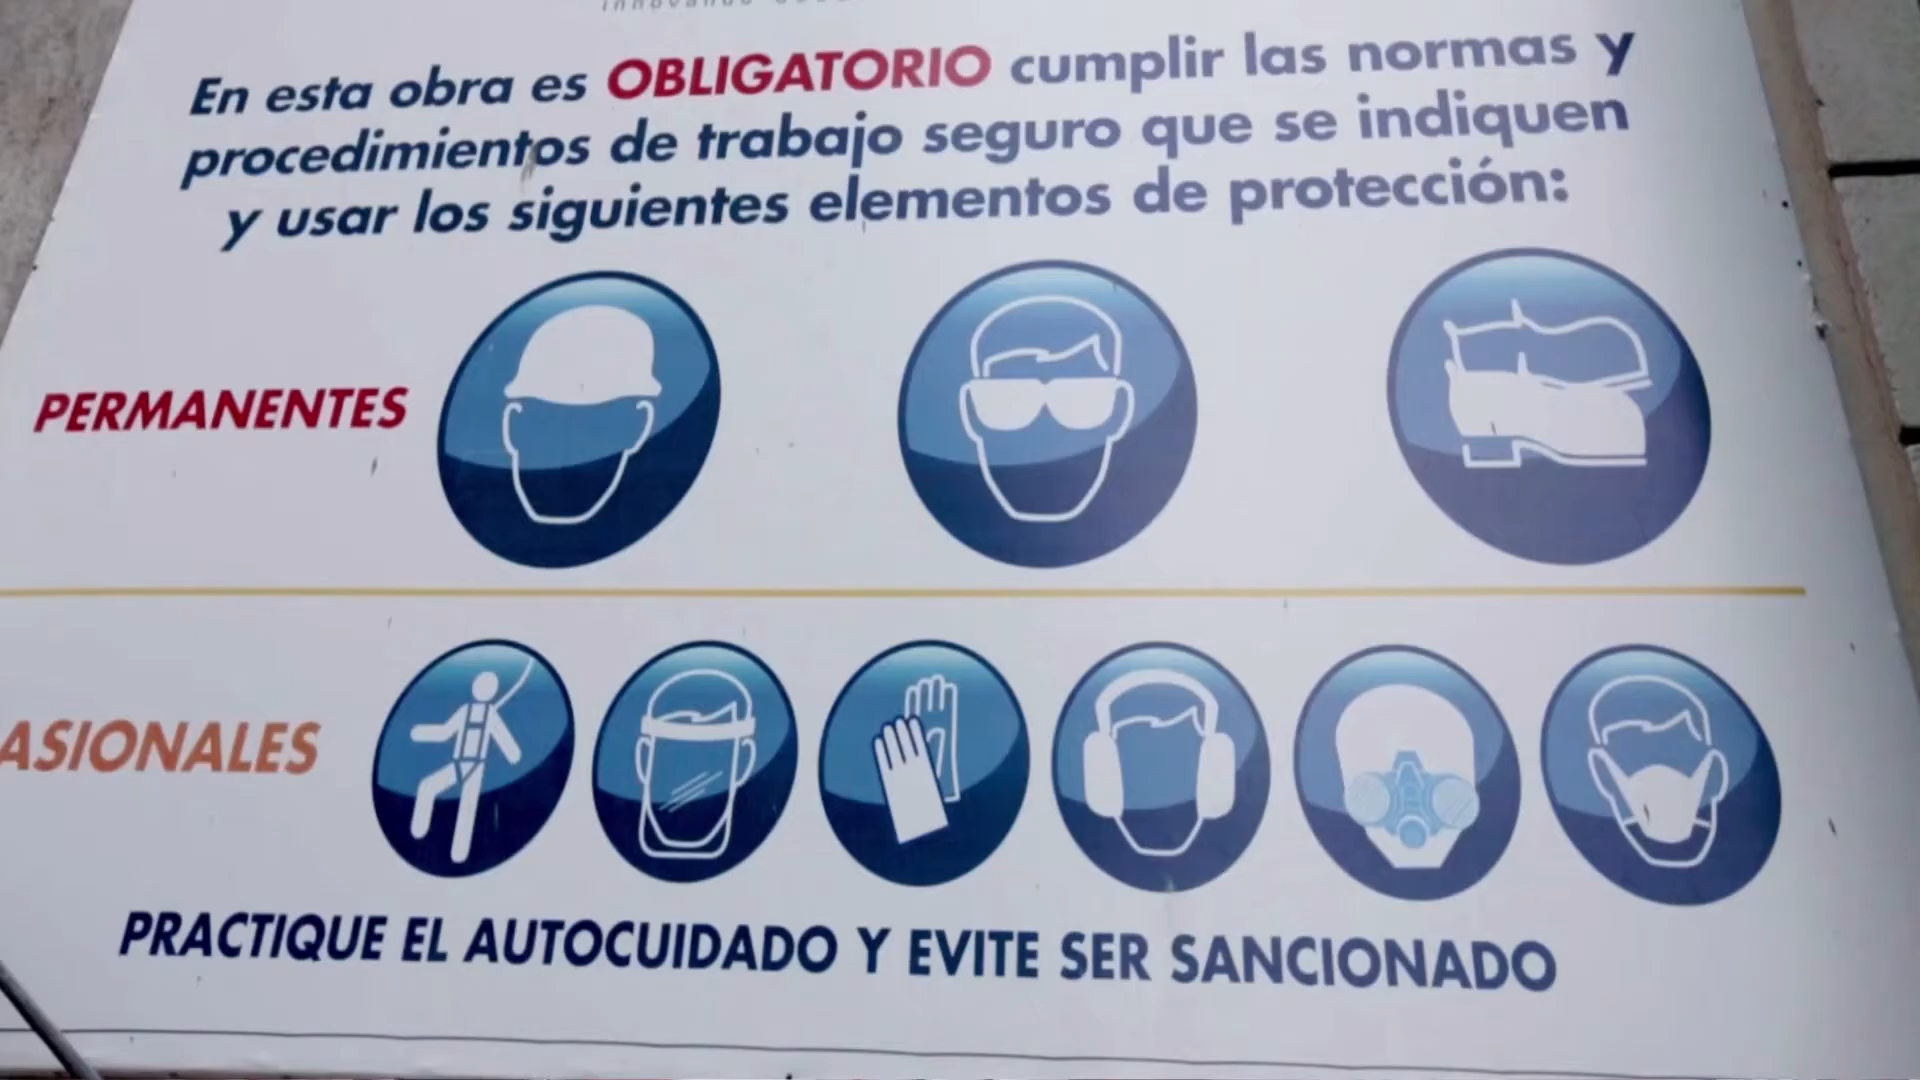 En esta obra es OBLIGATORIO cumplir las normas y
procedimientos de trabajo seguro que se indiquen
y usar los siguientes elementos de protección:
PERMANENTES
ASIONALES
PRACTIQUE EL AUTOCUIDADO Y EVITE SER SANCIONADO